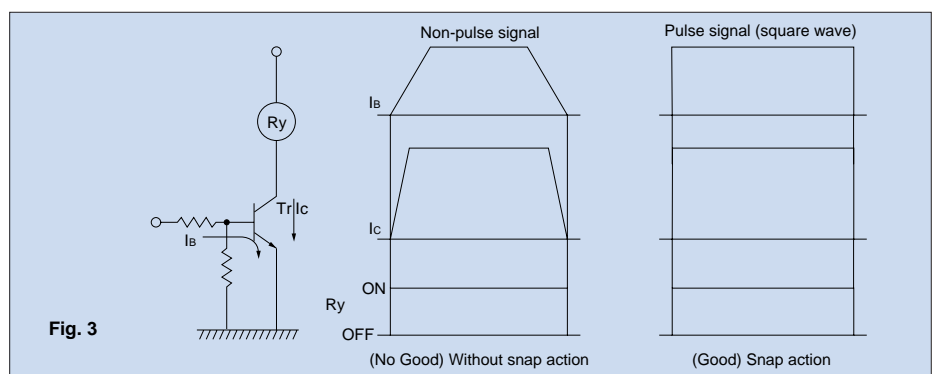 Non-pulse signal
Pulse signal (square wave)
Ry
IB
Tr
Ic
IB
IC
ON
Ry
OFF
Fig. 3
(No Good) Without snap action
(Good) Snap action